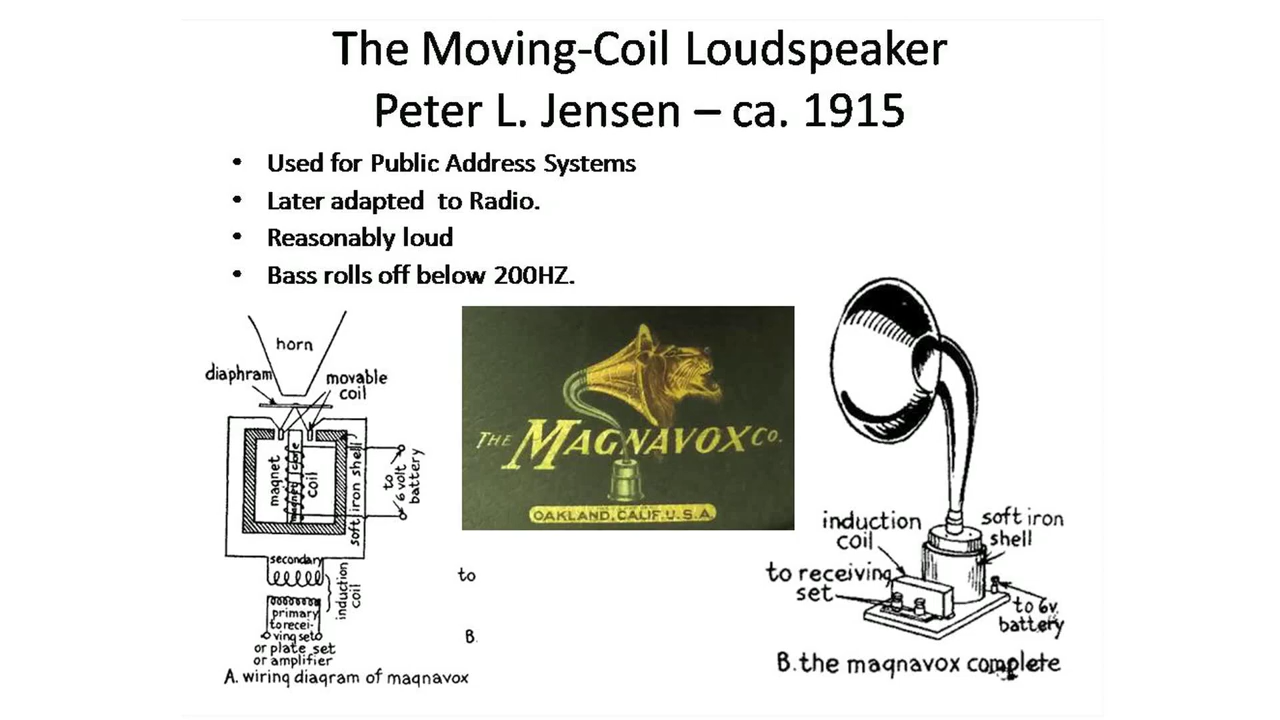 The Moving-Coil Loudspeaker
Peter L. Jensen – ca. 1915
• Used for Public Address Systems
• Later adapted to Radio.
• Reasonably loud
• Bass rolls off below 200HZ.
horn
diaphram
movable
coil
magnet
magnet core
coil
soft iron shell
to
6 volt
battery
secondary
induction
coil
primary
to recei-
ving set
or plate set
or amplifier
A. wiring diagram of magnavox
THE MAGNAVOX CO.
OAKLAND, CALIF. U.S.A.
to
B.
induction
coil
soft iron
shell
to receiving
set
to 6v.
battery
B. the magnavox complete